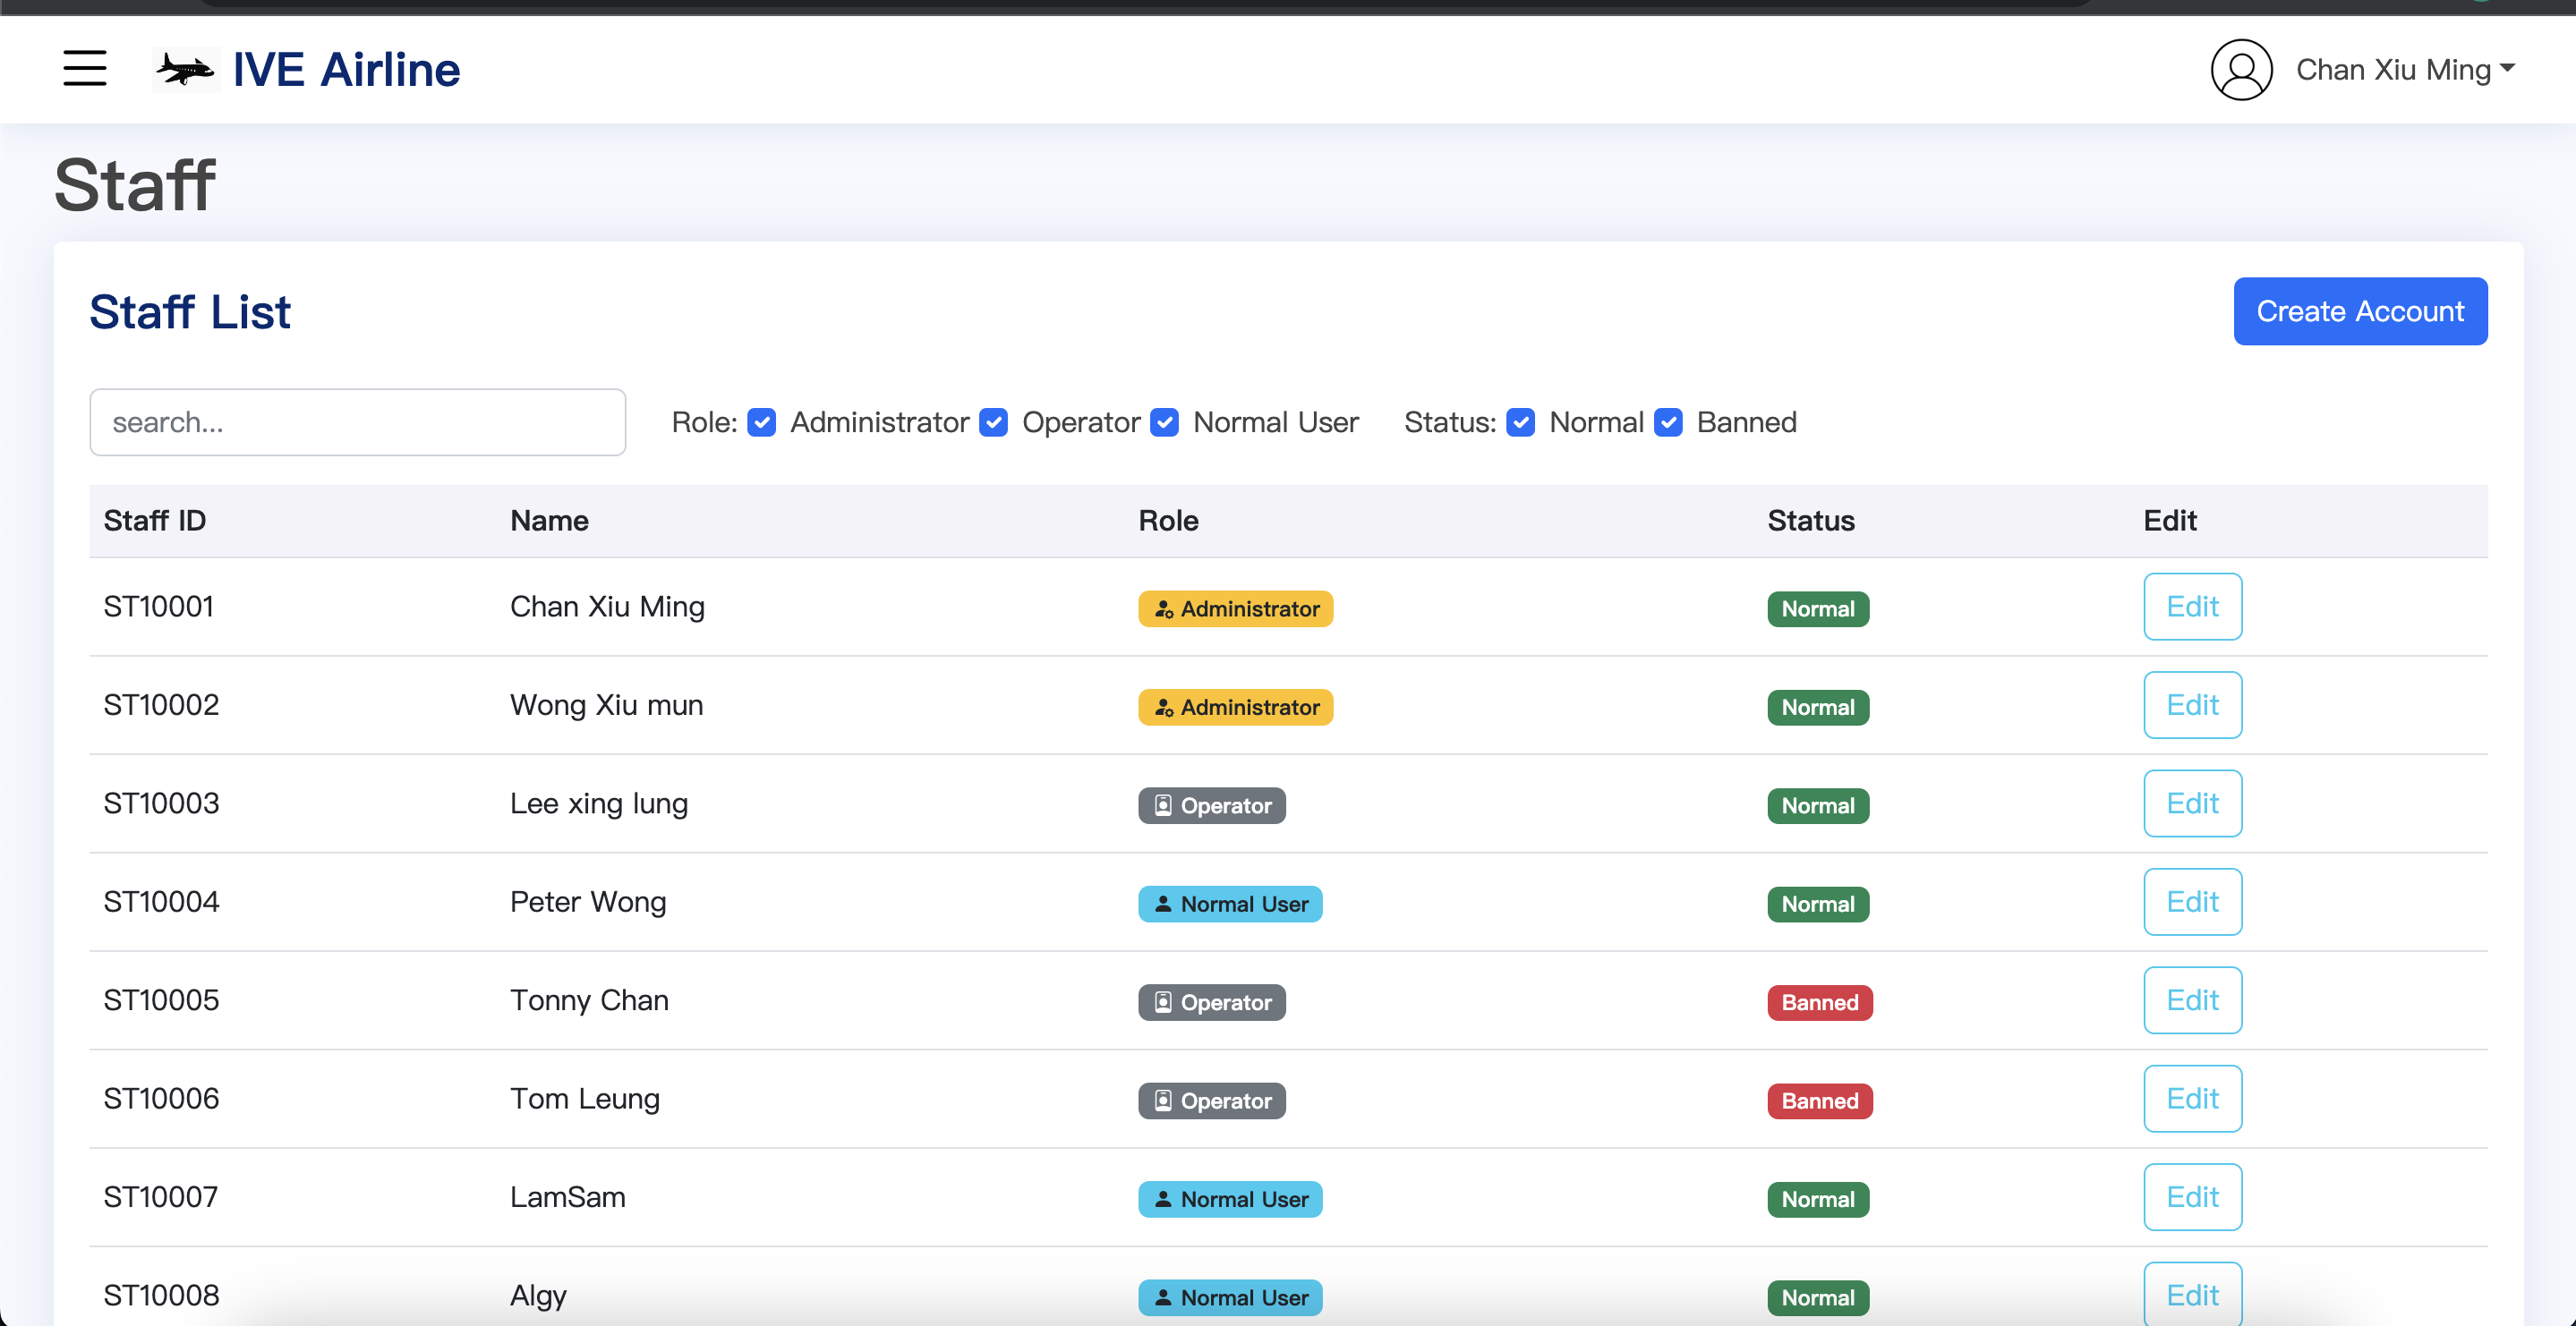 IVE Airline Chan Xiu Ming
Staff
Staff List Create Account
search... Role: Administrator Operator Normal User Status: Normal Banned
Staff ID Name Role Status Edit
ST10001 Chan Xiu Ming Administrator Normal Edit
ST10002 Wong Xiu mun Administrator Normal Edit
ST10003 Lee xing lung Operator Normal Edit
ST10004 Peter Wong Normal User Normal Edit
ST10005 Tonny Chan Operator Banned Edit
ST10006 Tom Leung Operator Banned Edit
ST10007 LamSam Normal User Normal Edit
ST10008 Algy Normal User Normal Edit